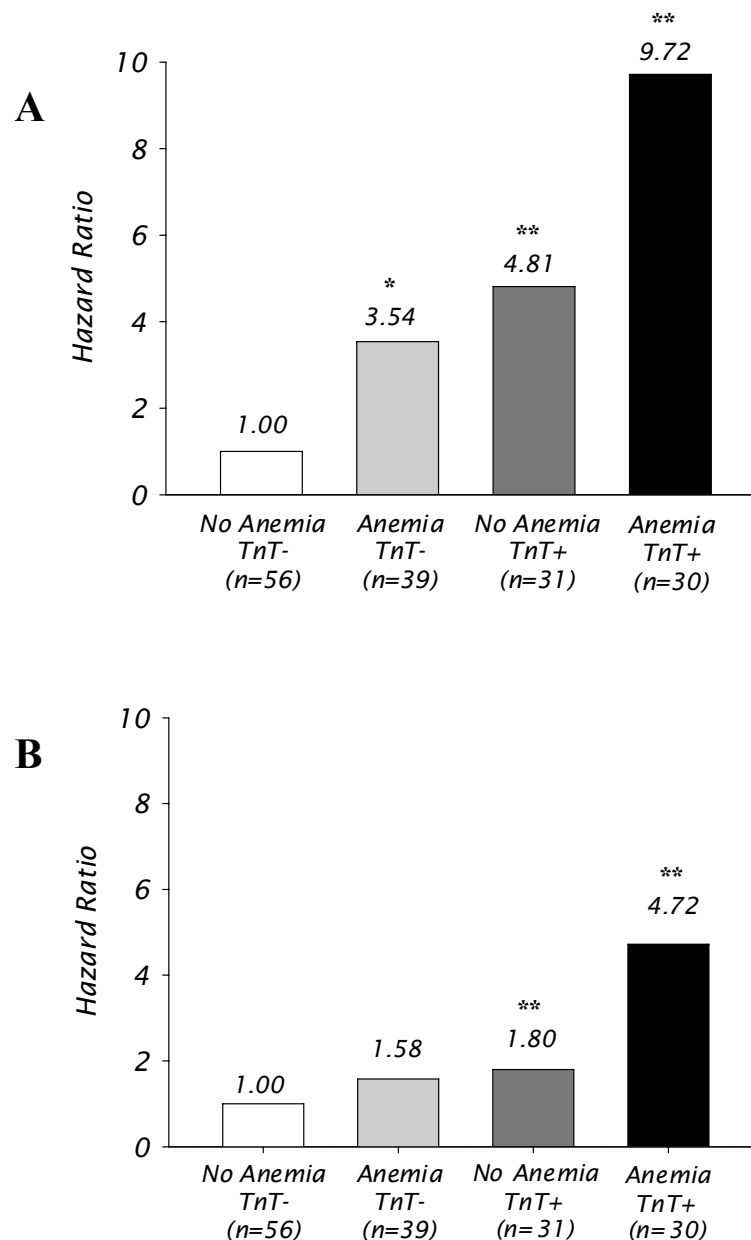 A
Hazard Ratio
10
8
6
4
2
0
1.00
*
3.54
**
4.81
**
9.72
No Anemia Anemia No Anemia Anemia
TnT- TnT- TnT+ TnT+
(n=56) (n=39) (n=31) (n=30)
B
Hazard Ratio
10
8
6
4
2
0
1.00
1.58
**
1.80
**
4.72
No Anemia Anemia No Anemia Anemia
TnT- TnT- TnT+ TnT+
(n=56) (n=39) (n=31) (n=30)